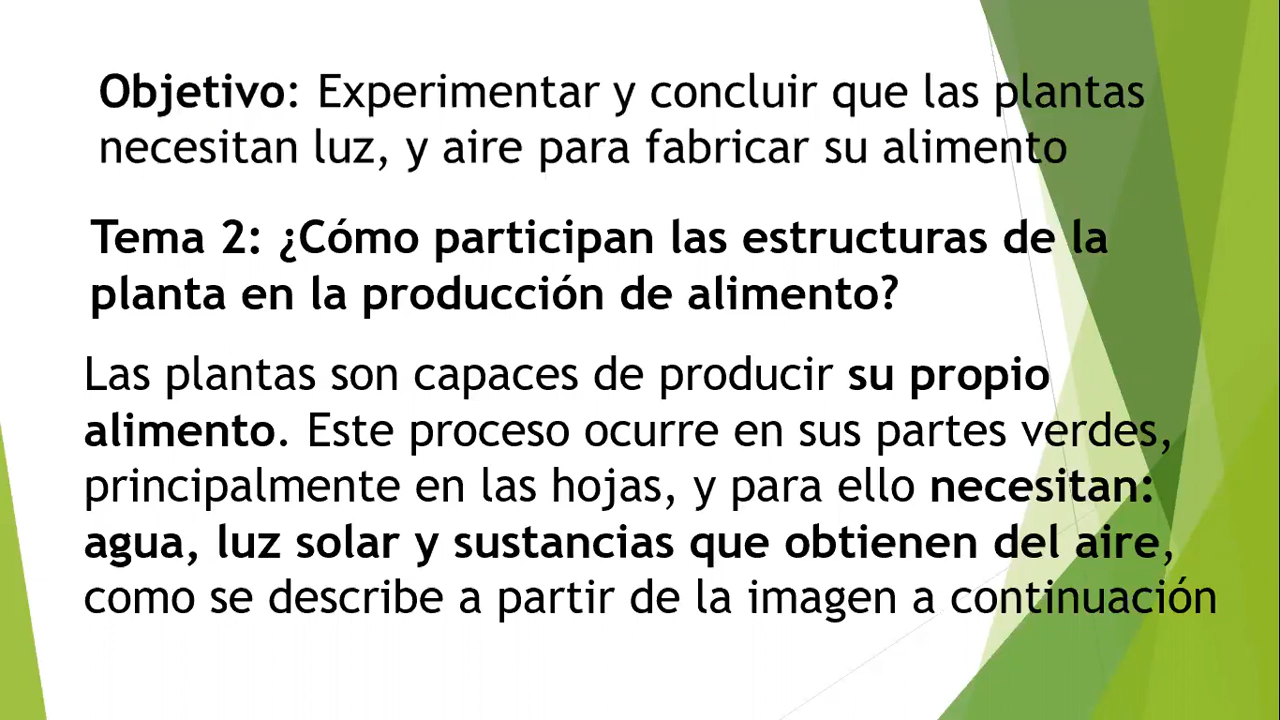 Objetivo: Experimentar y concluir que las plantas
necesitan luz, y aire para fabricar su alimento
Tema 2: ¿Cómo participan las estructuras de la
planta en la producción de alimento?
Las plantas son capaces de producir su propio
alimento. Este proceso ocurre en sus partes verdes,
principalmente en las hojas, y para ello necesitan:
agua, luz solar y sustancias que obtienen del aire,
como se describe a partir de la imagen a continuación